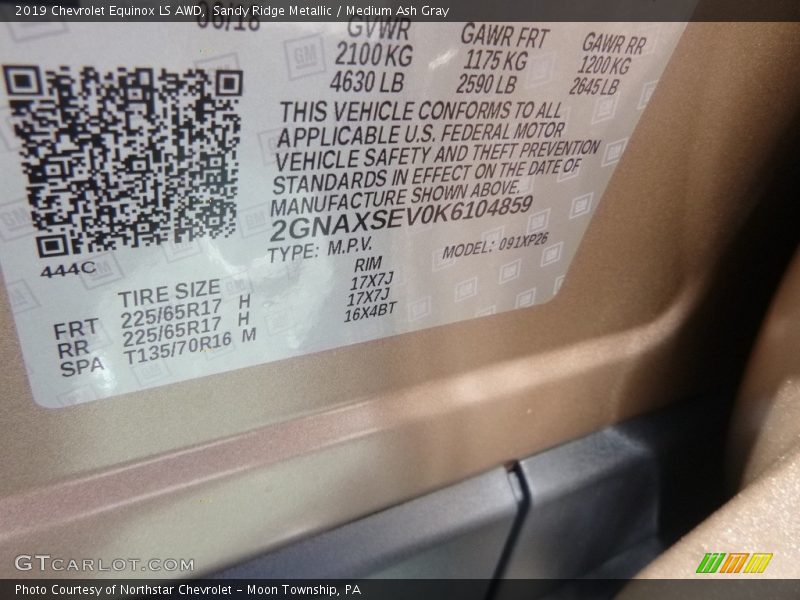 2019 Chevrolet Equinox LS AWD, Sandy Ridge Metallic / Medium Ash Gray
06/18
GVWR
2100 KG
4630 LB
GAWR FRT
1175 KG
2590 LB
GAWR RR
1200 KG
2645 LB
THIS VEHICLE CONFORMS TO ALL
APPLICABLE U.S. FEDERAL MOTOR
VEHICLE SAFETY AND THEFT PREVENTION
STANDARDS IN EFFECT ON THE DATE OF
MANUFACTURE SHOWN ABOVE.
2GNAXSEV0K6104859
TYPE: M.P.V.
MODEL: 091XP26
444C
TIRE SIZE
RIM
FRT 225/65R17 H 17X7J
RR 225/65R17 H 17X7J
SPA T135/70R16 M 16X4BT
GTCARLOT.COM
Photo Courtesy of Northstar Chevrolet – Moon Township, PA